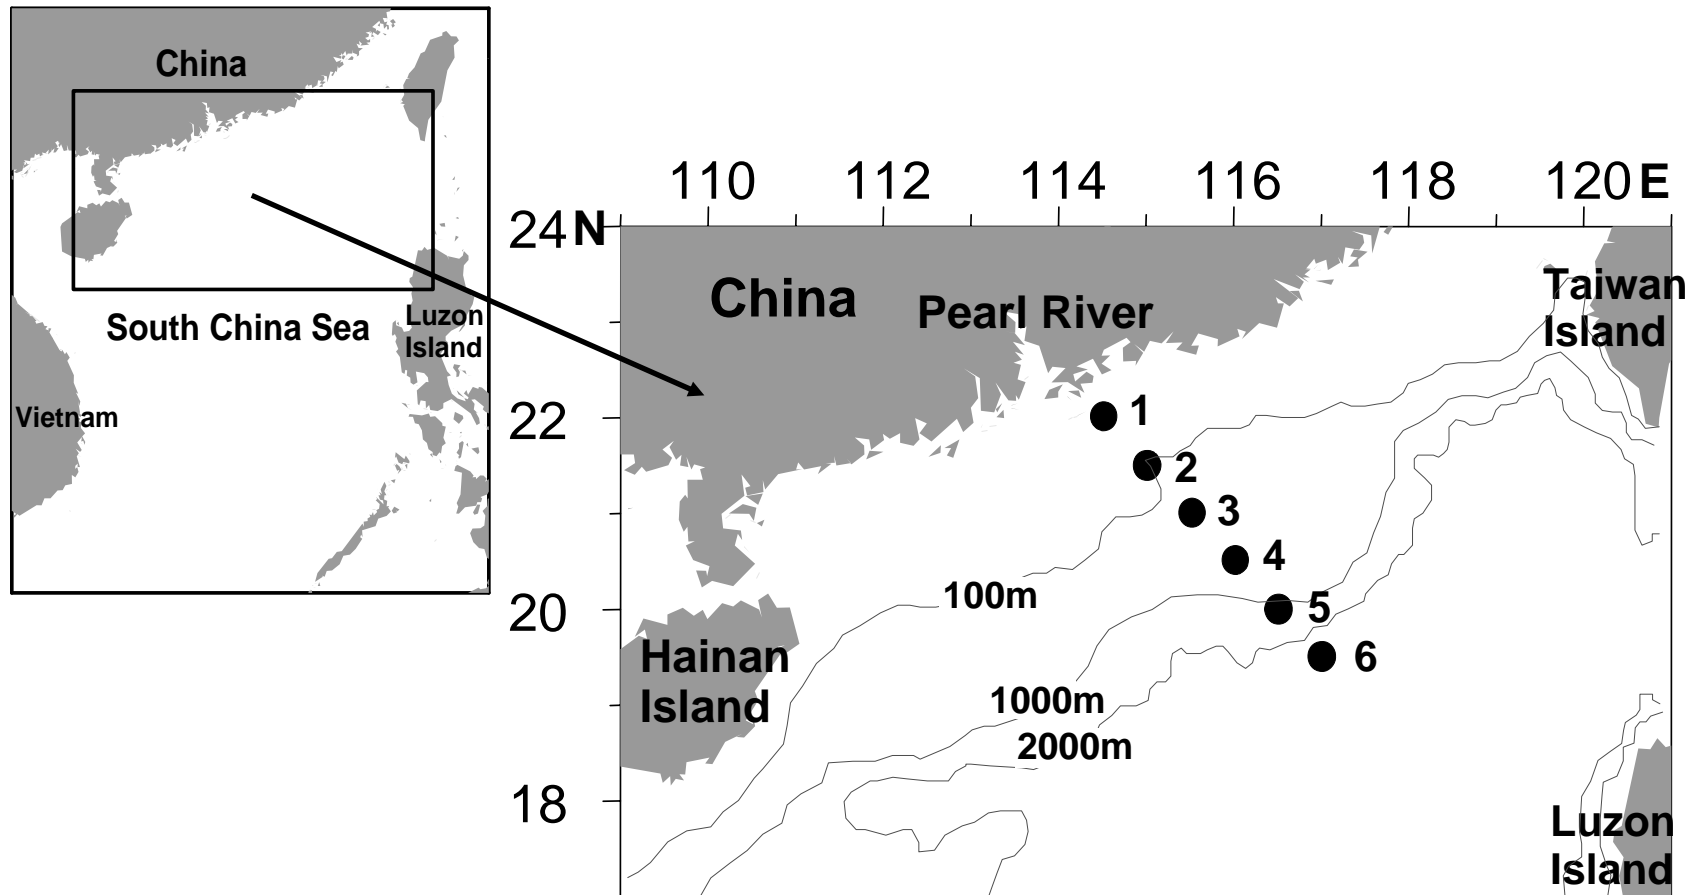 China
South China Sea
Luzon
Island
Vietnam
110 112 114 116 118 120 E
24 N
22
20
18
China
Pearl River
Taiwan
Island
1
2
3
4
5
6
100m
Hainan
Island
1000m
2000m
Luzon
Island